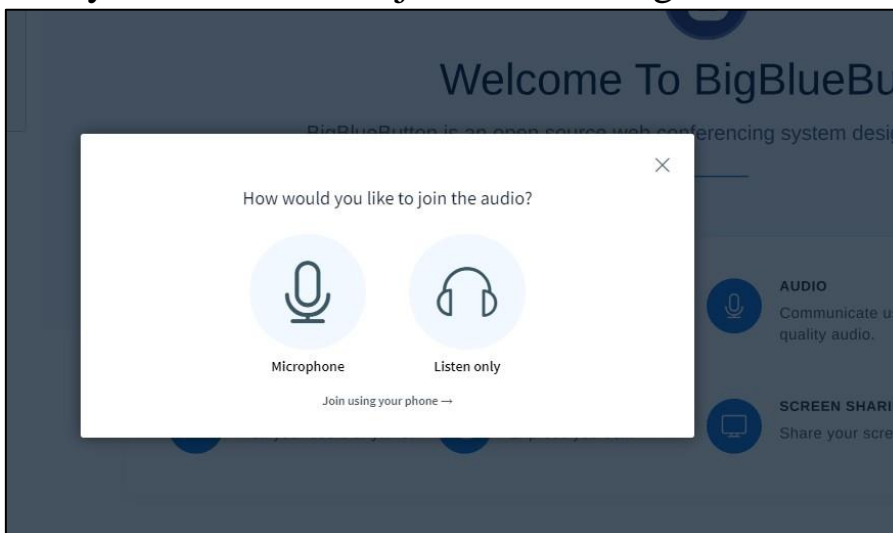 Welcome To BigBlueBu
BigBlueButton is an open source web conferencing system desi
How would you like to join the audio?
Microphone
Listen only
Join using your phone →
AUDIO
Communicate u
quality audio.
SCREEN SHARI
Share your scre